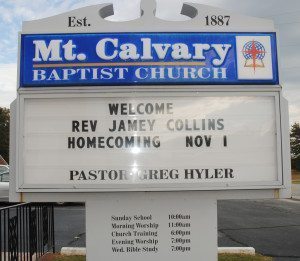 Est. 1887
Mt. Calvary
BAPTIST CHURCH
WELCOME
REV JAMEY COLLINS
HOMECOMING NOV 1
PASTOR: GREG HYLER
Sunday School 10:00am
Morning Worship 11:00am
Church Training 6:00pm
Evening Worship 7:00pm
Wed. Bible Study 7:00pm